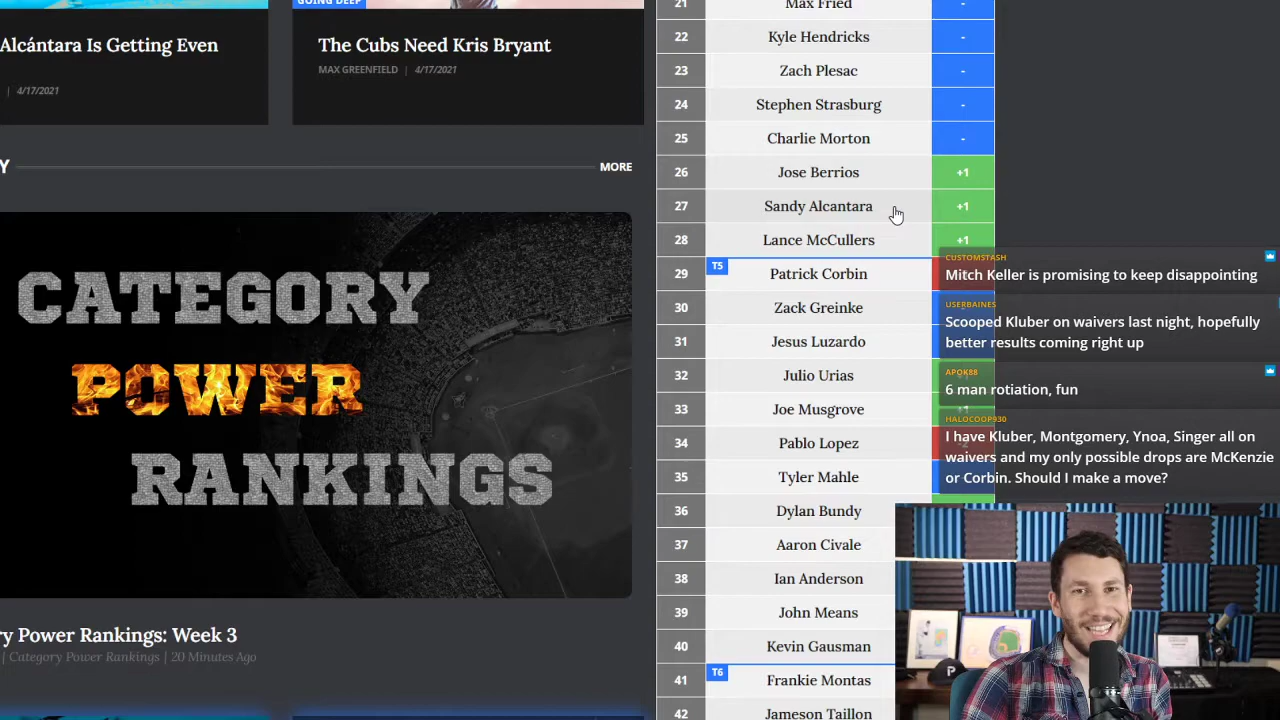 GOING DEEP
Alcántara Is Getting Even
| 4/17/2021
The Cubs Need Kris Bryant
MAX GREENFIELD | 4/17/2021
Y
MORE
CATEGORY
POWER
RANKINGS
ry Power Rankings: Week 3
| Category Power Rankings | 20 Minutes Ago
21 Max Fried -
22 Kyle Hendricks -
23 Zach Plesac -
24 Stephen Strasburg -
25 Charlie Morton -
26 Jose Berrios +1
27 Sandy Alcantara +1
28 Lance McCullers +1
T5
29 Patrick Corbin
30 Zack Greinke
31 Jesus Luzardo
32 Julio Urias
33 Joe Musgrove
34 Pablo Lopez
35 Tyler Mahle
36 Dylan Bundy
37 Aaron Civale
38 Ian Anderson
39 John Means
40 Kevin Gausman
T6
41 Frankie Montas
42 Jameson Taillon
CUSTOMSTASH
Mitch Keller is promising to keep disappointing
USERBAINES
Scooped Kluber on waivers last night, hopefully
better results coming right up
APOK88
6 man rotiation, fun
HALOCOOP930
I have Kluber, Montgomery, Ynoa, Singer all on
waivers and my only possible drops are McKenzie
or Corbin. Should I make a move?
P